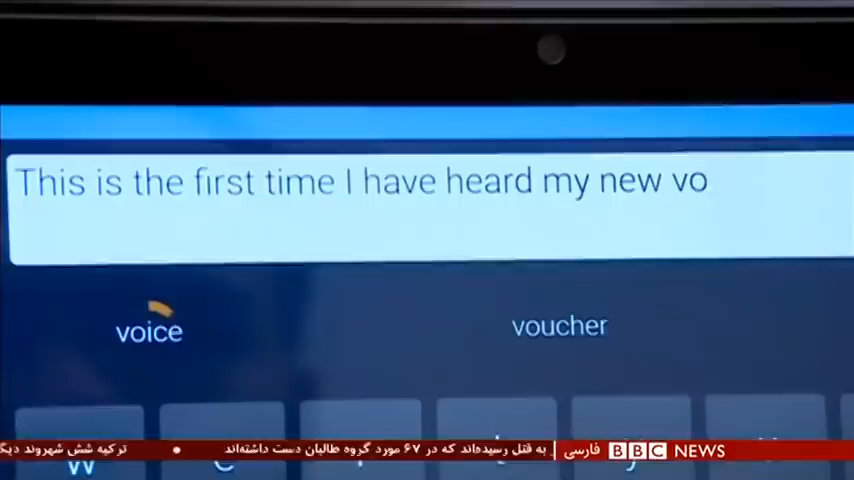 This is the first time I have heard my new vo
voice
voucher
W
به قتل رسیده‌اند که در ۶۷ مورد گروه طالبان دست داشته‌اند • ترکیه شش شهروند
فارسی BBC NEWS